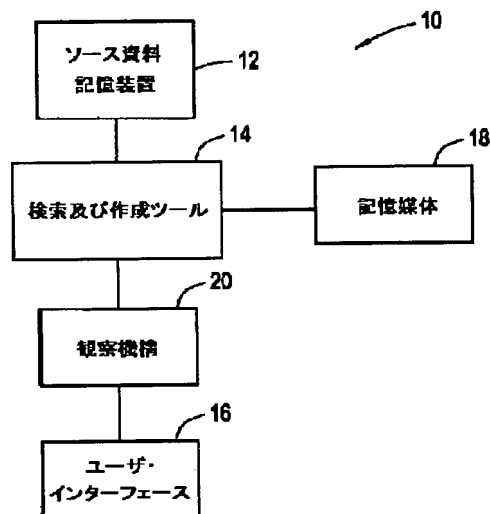 10
ソース資料
記憶装置
12
14
検索及び作成ツール
18
記憶媒体
20
観察機構
16
ユーザ・
インターフェース